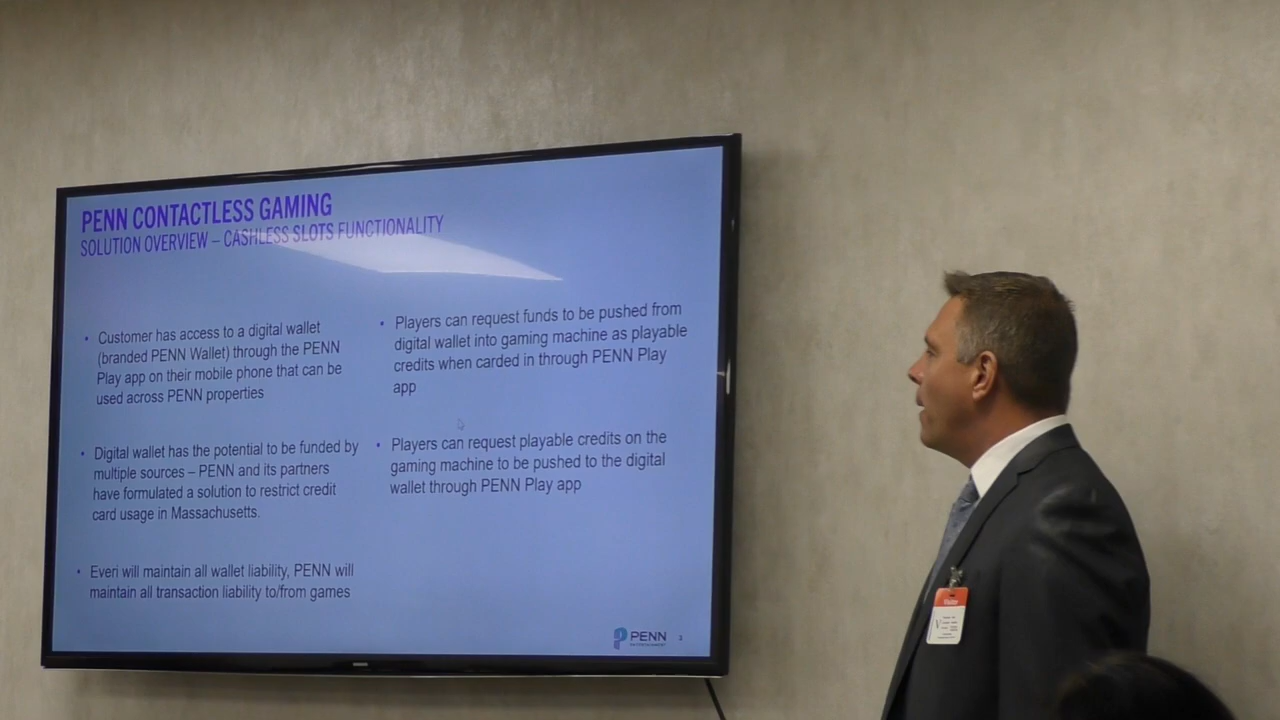 PENN CONTACTLESS GAMING
SOLUTION OVERVIEW – CASHLESS SLOTS FUNCTIONALITY
• Customer has access to a digital wallet
(branded PENN Wallet) through the PENN
Play app on their mobile phone that can be
used across PENN properties
• Digital wallet has the potential to be funded by
multiple sources – PENN and its partners
have formulated a solution to restrict credit
card usage in Massachusetts.
• Everi will maintain all wallet liability, PENN will
maintain all transaction liability to/from games
• Players can request funds to be pushed from
digital wallet into gaming machine as playable
credits when carded in through PENN Play
app
• Players can request playable credits on the
gaming machine to be pushed to the digital
wallet through PENN Play app
PENN
ENTERTAINMENT
Visitor
V